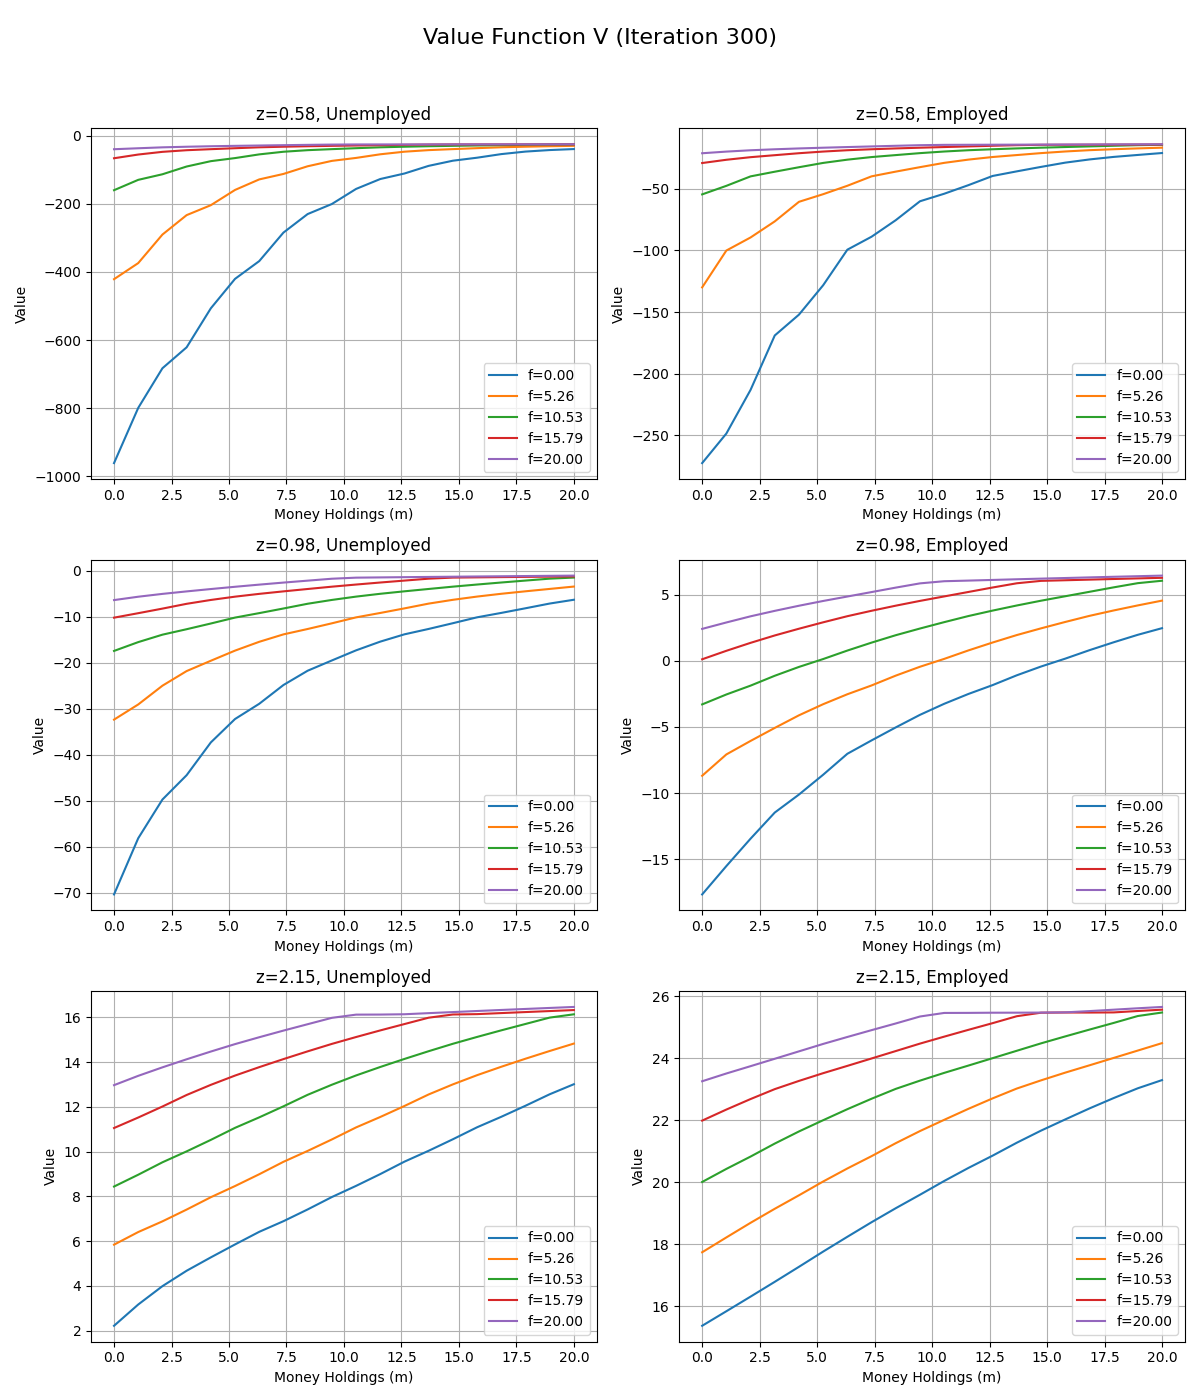 Value Function V (Iteration 300)
z=0.58, Unemployed
0
−200
−400
−600
−800
−1000
Value
0.0 2.5 5.0 7.5 10.0 12.5 15.0 17.5 20.0
Money Holdings (m)
f=0.00
f=5.26
f=10.53
f=15.79
f=20.00
z=0.58, Employed
−50
−100
−150
−200
−250
Value
0.0 2.5 5.0 7.5 10.0 12.5 15.0 17.5 20.0
Money Holdings (m)
f=0.00
f=5.26
f=10.53
f=15.79
f=20.00
z=0.98, Unemployed
0
−10
−20
−30
−40
−50
−60
−70
Value
0.0 2.5 5.0 7.5 10.0 12.5 15.0 17.5 20.0
Money Holdings (m)
f=0.00
f=5.26
f=10.53
f=15.79
f=20.00
z=0.98, Employed
5
0
−5
−10
−15
Value
0.0 2.5 5.0 7.5 10.0 12.5 15.0 17.5 20.0
Money Holdings (m)
f=0.00
f=5.26
f=10.53
f=15.79
f=20.00
z=2.15, Unemployed
16
14
12
10
8
6
4
2
Value
0.0 2.5 5.0 7.5 10.0 12.5 15.0 17.5 20.0
Money Holdings (m)
f=0.00
f=5.26
f=10.53
f=15.79
f=20.00
z=2.15, Employed
26
24
22
20
18
16
Value
0.0 2.5 5.0 7.5 10.0 12.5 15.0 17.5 20.0
Money Holdings (m)
f=0.00
f=5.26
f=10.53
f=15.79
f=20.00